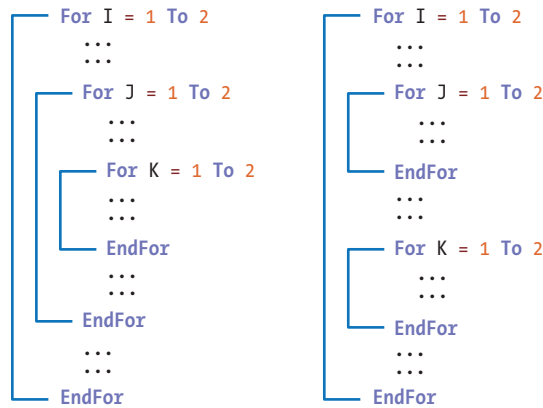 For I = 1 To 2
...
...
For J = 1 To 2
...
...
For K = 1 To 2
...
...
EndFor
...
...
EndFor
...
...
EndFor
For I = 1 To 2
...
...
For J = 1 To 2
...
...
EndFor
...
...
For K = 1 To 2
...
...
EndFor
...
...
EndFor